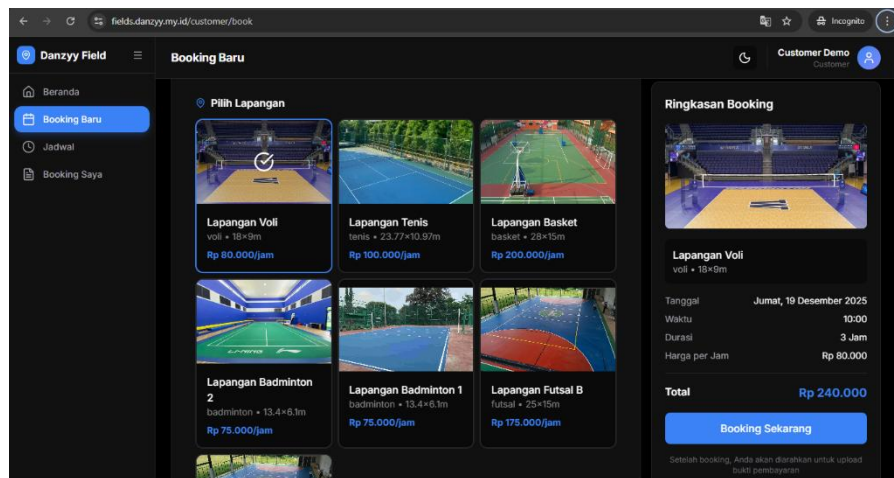 fields.danzyy.my.id/customer/book
Incognito
Danzyy Field
Booking Baru
Customer Demo
Customer
Beranda
Booking Baru
Jadwal
Booking Saya
Pilih Lapangan
Lapangan Voli
voli • 18×9m
Rp 80.000/jam
Lapangan Tenis
tenis • 23.77×10.97m
Rp 100.000/jam
Lapangan Basket
basket • 28×15m
Rp 200.000/jam
Lapangan Badminton
2
badminton • 13.4×6.1m
Rp 75.000/jam
Lapangan Badminton 1
badminton • 13.4×6.1m
Rp 75.000/jam
Lapangan Futsal B
futsal • 25×15m
Rp 175.000/jam
Ringkasan Booking
Lapangan Voli
voli • 18×9m
Tanggal Jumat, 19 Desember 2025
Waktu 10:00
Durasi 3 Jam
Harga per Jam Rp 80.000
Total Rp 240.000
Booking Sekarang
Setelah booking, Anda akan diarahkan untuk upload
bukti pembayaran